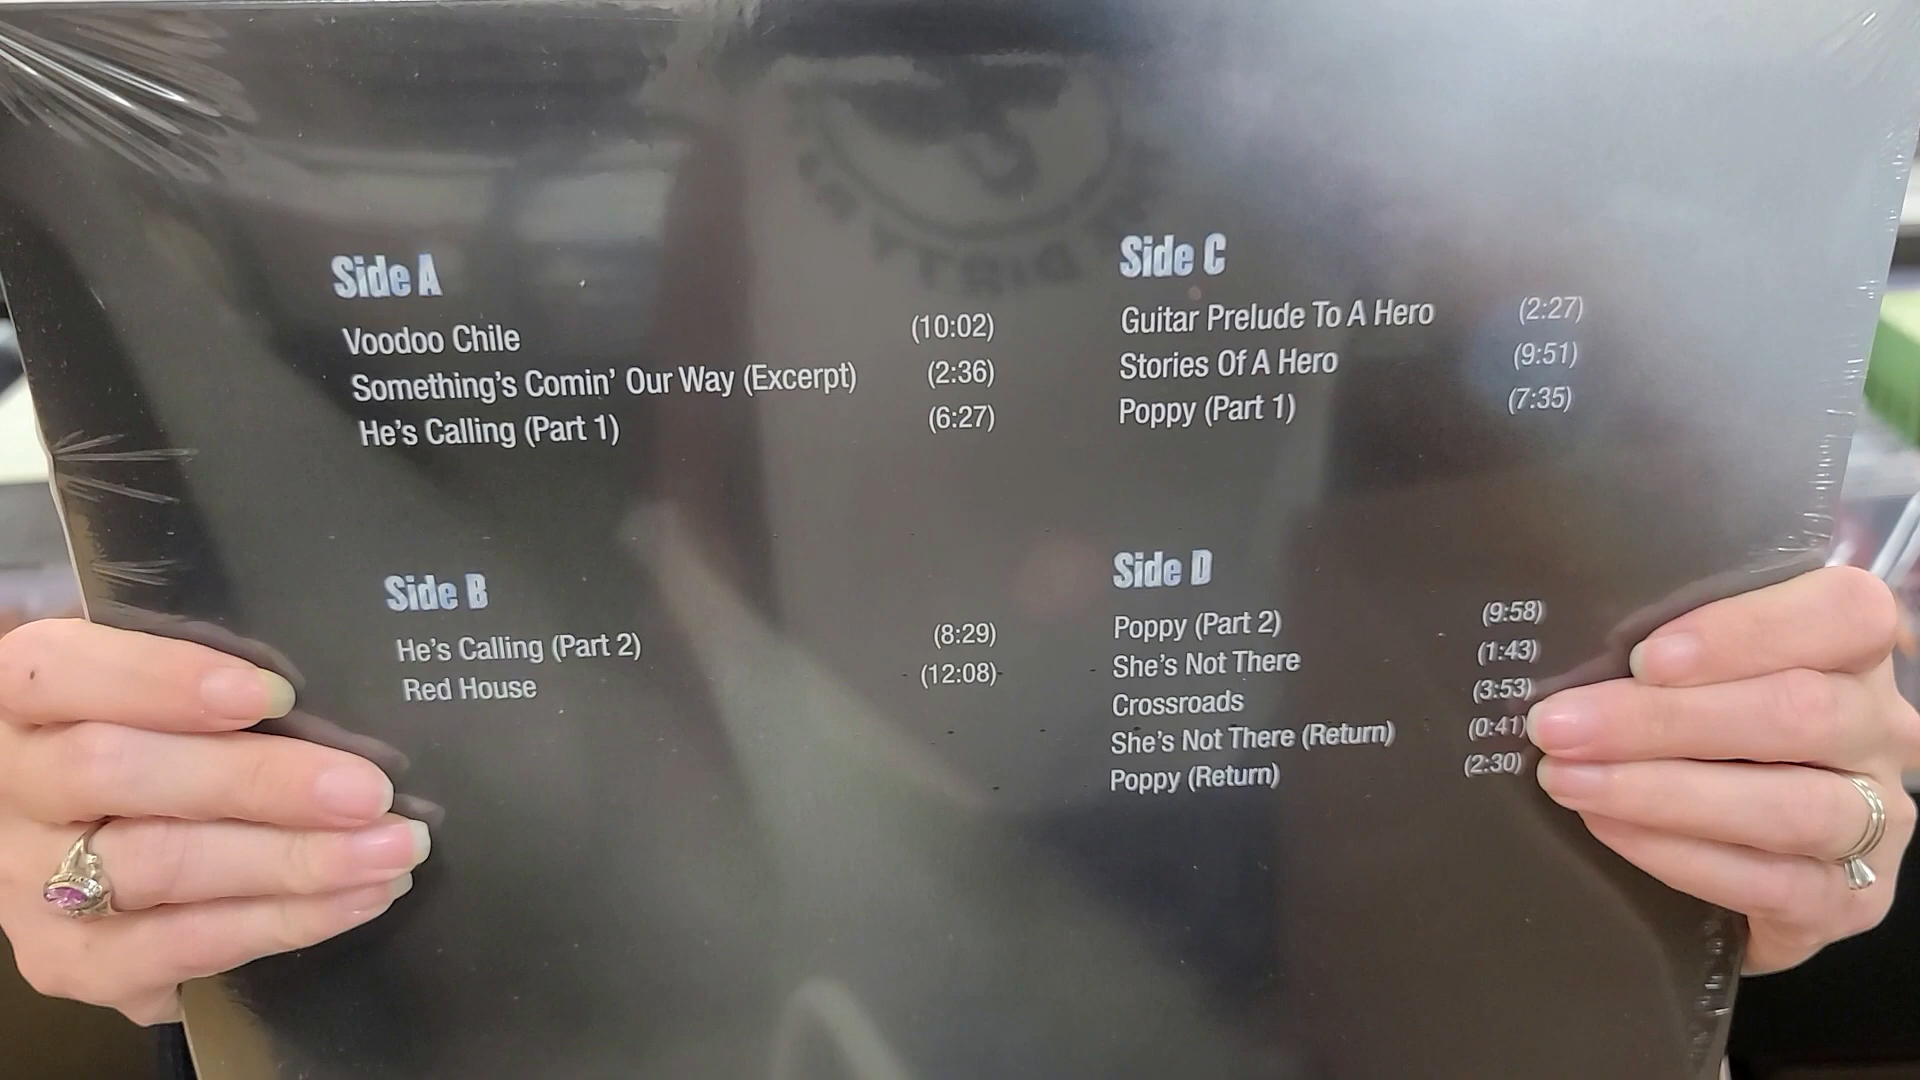 Side A
Voodoo Chile (10:02)
Something's Comin' Our Way (Excerpt) (2:36)
He's Calling (Part 1) (6:27)
Side B
He's Calling (Part 2) (8:29)
Red House (12:08)
Side C
Guitar Prelude To A Hero (2:27)
Stories Of A Hero (9:51)
Poppy (Part 1) (7:35)
Side D
Poppy (Part 2) (9:58)
She's Not There (1:43)
Crossroads (3:53)
She's Not There (Return) (0:41)
Poppy (Return) (2:30)